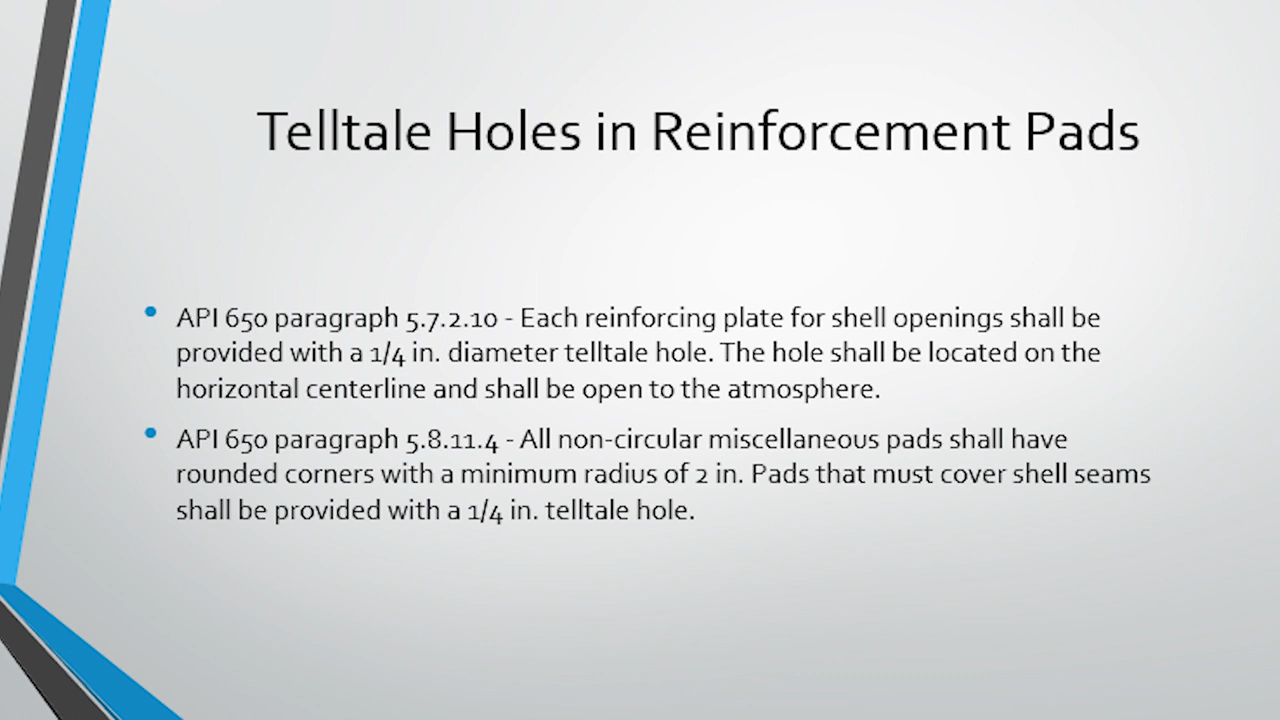 Telltale Holes in Reinforcement Pads
• API 650 paragraph 5.7.2.10 - Each reinforcing plate for shell openings shall be
provided with a 1/4 in. diameter telltale hole. The hole shall be located on the
horizontal centerline and shall be open to the atmosphere.
• API 650 paragraph 5.8.11.4 - All non-circular miscellaneous pads shall have
rounded corners with a minimum radius of 2 in. Pads that must cover shell seams
shall be provided with a 1/4 in. telltale hole.